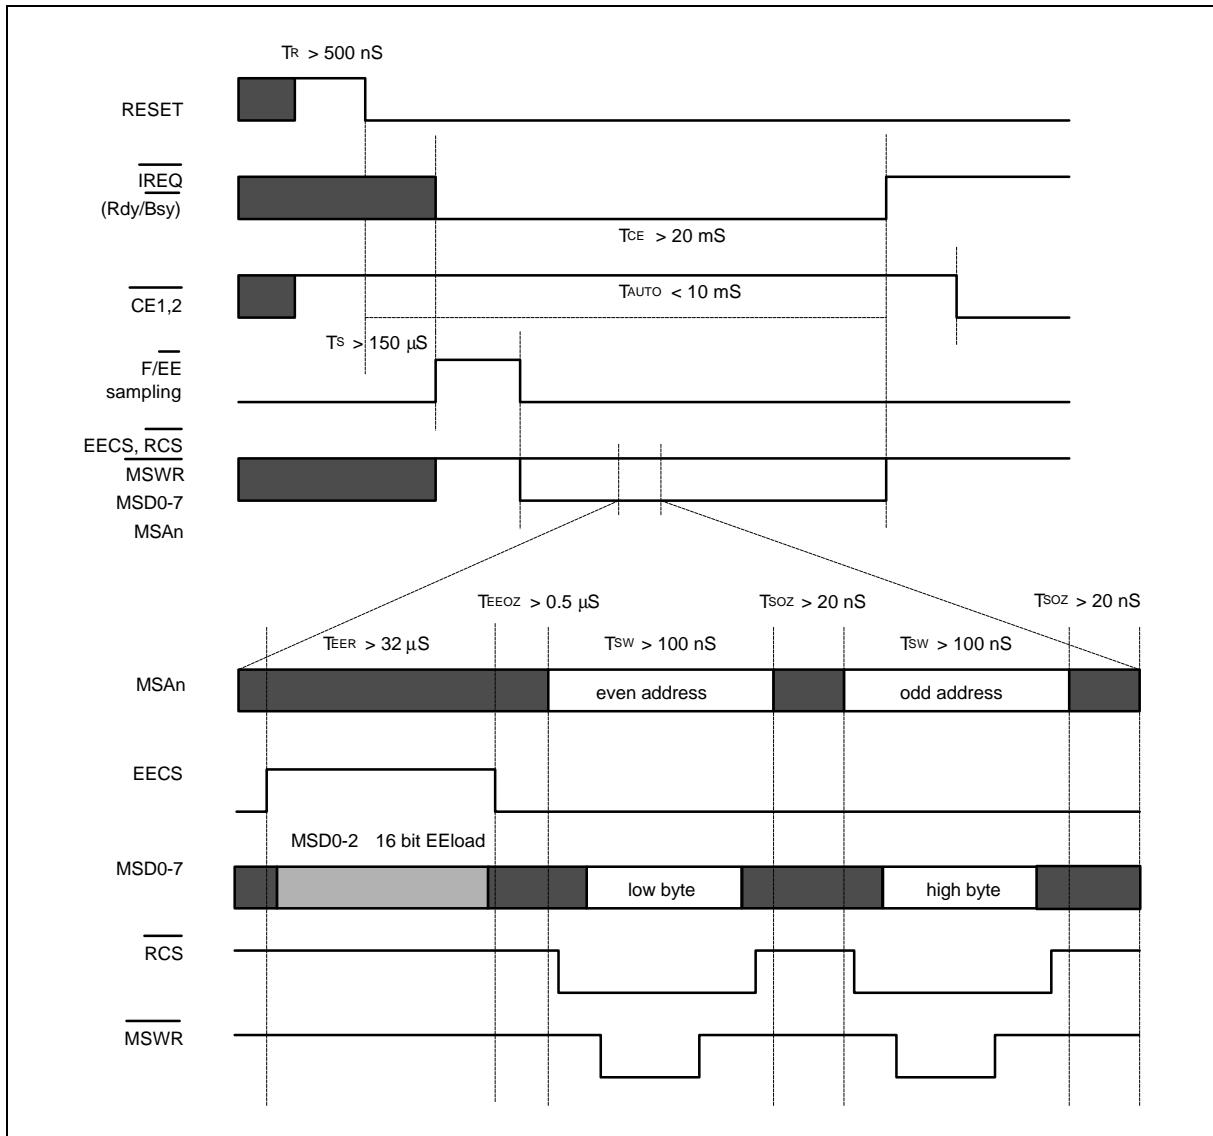 TR > 500 nS
RESET
IREQ
(Rdy/Bsy)
TCE > 20 mS
CE1,2
TAUTO < 10 mS
TS > 150 µS
F/EE
sampling
EECS, RCS
MSWR
MSD0-7
MSAn
TEEOZ > 0.5 µS
TSOZ > 20 nS
TSOZ > 20 nS
TEER > 32 µS
TSW > 100 nS
TSW > 100 nS
MSAn
even address
odd address
EECS
MSD0-2 16 bit EEload
MSD0-7
low byte
high byte
RCS
MSWR